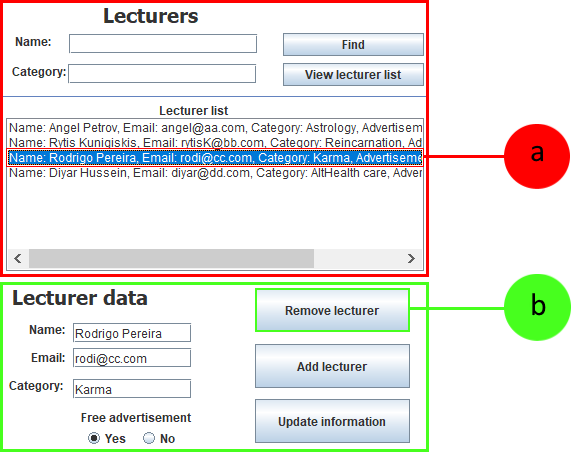 Lecturers
Name:
Find
Category:
View lecturer list
Lecturer list
Name: Angel Petrov, Email: angel@aa.com, Category: Astrology, Advertisem
Name: Rytis Kunigiskis, Email: rytisK@bb.com, Category: Reincarnation, Ad
Name: Rodrigo Pereira, Email: rodi@cc.com, Category: Karma, Advertiseme
Name: Diyar Hussein, Email: diyar@dd.com, Category: AltHealth care, Adver
a
Lecturer data
Remove lecturer
b
Name: Rodrigo Pereira
Email: rodi@cc.com
Add lecturer
Category: Karma
Free advertisement
Update information
Yes No